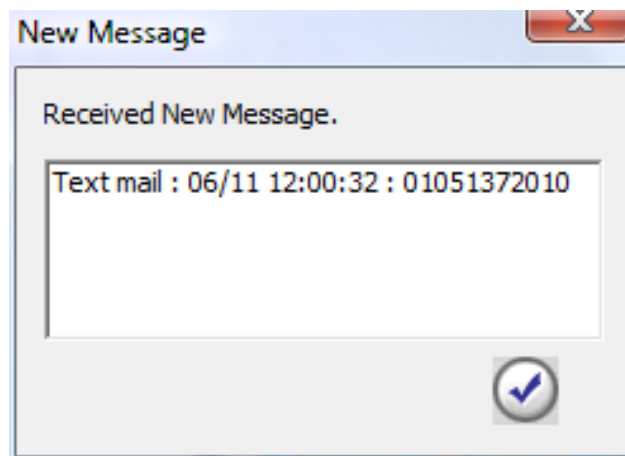 New Message
Received New Message.
Text mail : 06/11 12:00:32 : 01051372010